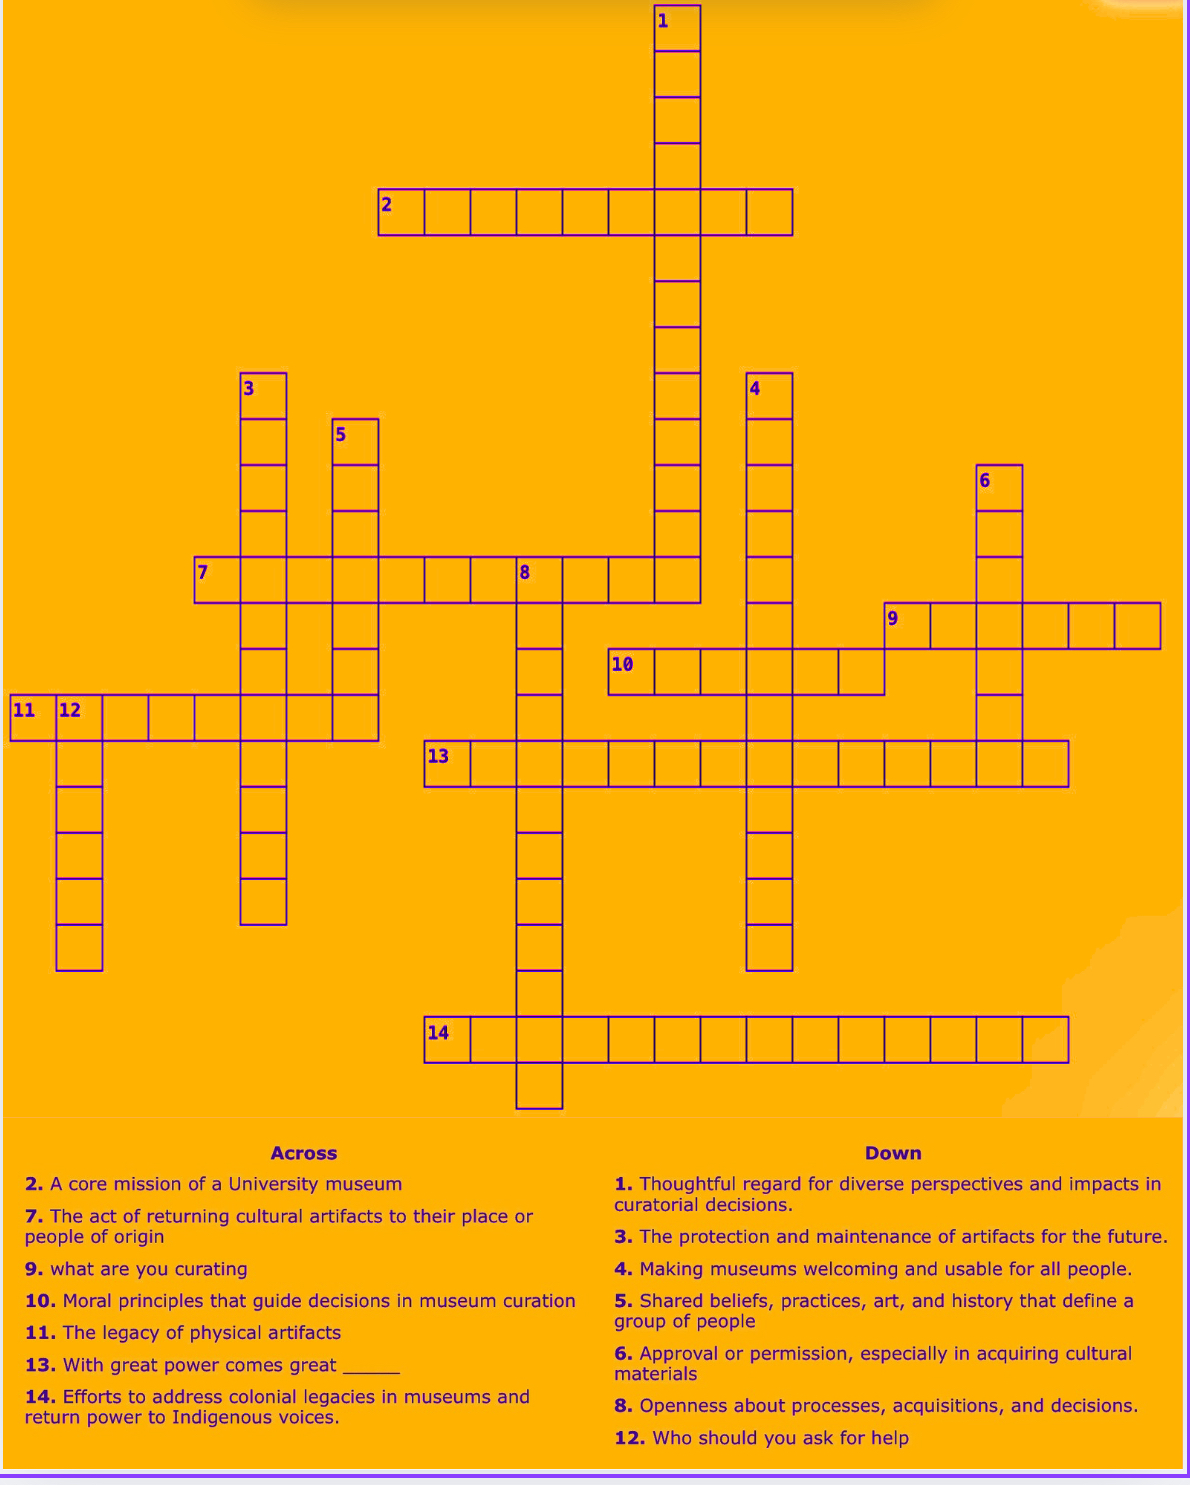 1
2
3
4
5
6
7
8
9
10
11
12
13
14
Across
2. A core mission of a University museum
7. The act of returning cultural artifacts to their place or
people of origin
9. what are you curating
10. Moral principles that guide decisions in museum curation
11. The legacy of physical artifacts
13. With great power comes great _____
14. Efforts to address colonial legacies in museums and
return power to Indigenous voices.
Down
1. Thoughtful regard for diverse perspectives and impacts in
curatorial decisions.
3. The protection and maintenance of artifacts for the future.
4. Making museums welcoming and usable for all people.
5. Shared beliefs, practices, art, and history that define a
group of people
6. Approval or permission, especially in acquiring cultural
materials
8. Openness about processes, acquisitions, and decisions.
12. Who should you ask for help